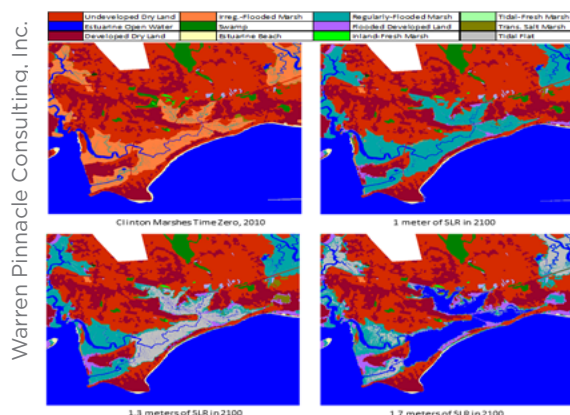 Warren Pinnacle Consulting, Inc.
Undeveloped Dry Land Irreg.-Flooded Marsh Regularly-Flooded Marsh Tidal-Fresh Marsh
Estuarine Open Water Swamp Flooded Developed Land Trans. Salt Marsh
Developed Dry Land Estuarine Beach Inland-Fresh Marsh Tidal Flat
Clinton Marshes Time Zero, 2010
1 meter of SLR in 2100
1.3 meters of SLR in 2100
1.7 meters of SLR in 2100